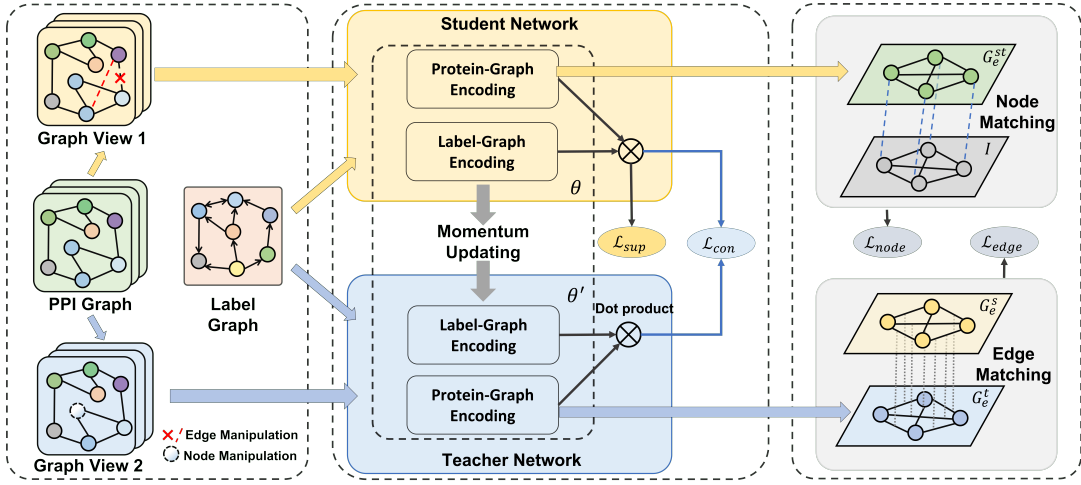 Graph View 1
PPI Graph
Label
Graph
Graph View 2
Edge Manipulation
Node Manipulation
Student Network
Protein-Graph
Encoding
Label-Graph
Encoding
θ
Momentum
Updating
ℒsup
ℒcon
θ′
Dot product
Label-Graph
Encoding
Protein-Graph
Encoding
Teacher Network
G_e^{st}
Node
Matching
I
ℒnode
ℒedge
G_e^s
Edge
Matching
G_e^t